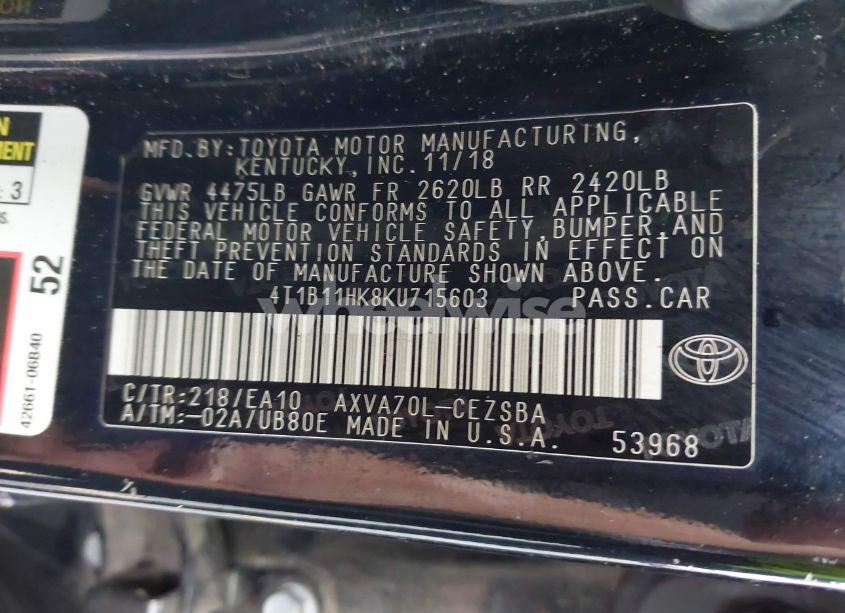 MFD.BY:TOYOTA MOTOR MANUFACTURING,
KENTUCKY,INC.11/18
GVWR 4475LB GAWR FR 2620LB RR 2420LB
THIS VEHICLE CONFORMS TO ALL APPLICABLE
FEDERAL MOTOR VEHICLE SAFETY,BUMPER,AND
THEFT PREVENTION STANDARDS IN EFFECT ON
THE DATE OF MANUFACTURE SHOWN ABOVE.
4T1B11HK8KU715603 PASS.CAR
C/TR:218/EA10 AXVA70L-CEZSBA
A/TM:-02A/UB80E MADE IN U.S.A. 53968
: 3
52
42661-06B40
wheelwise
TOYOTA